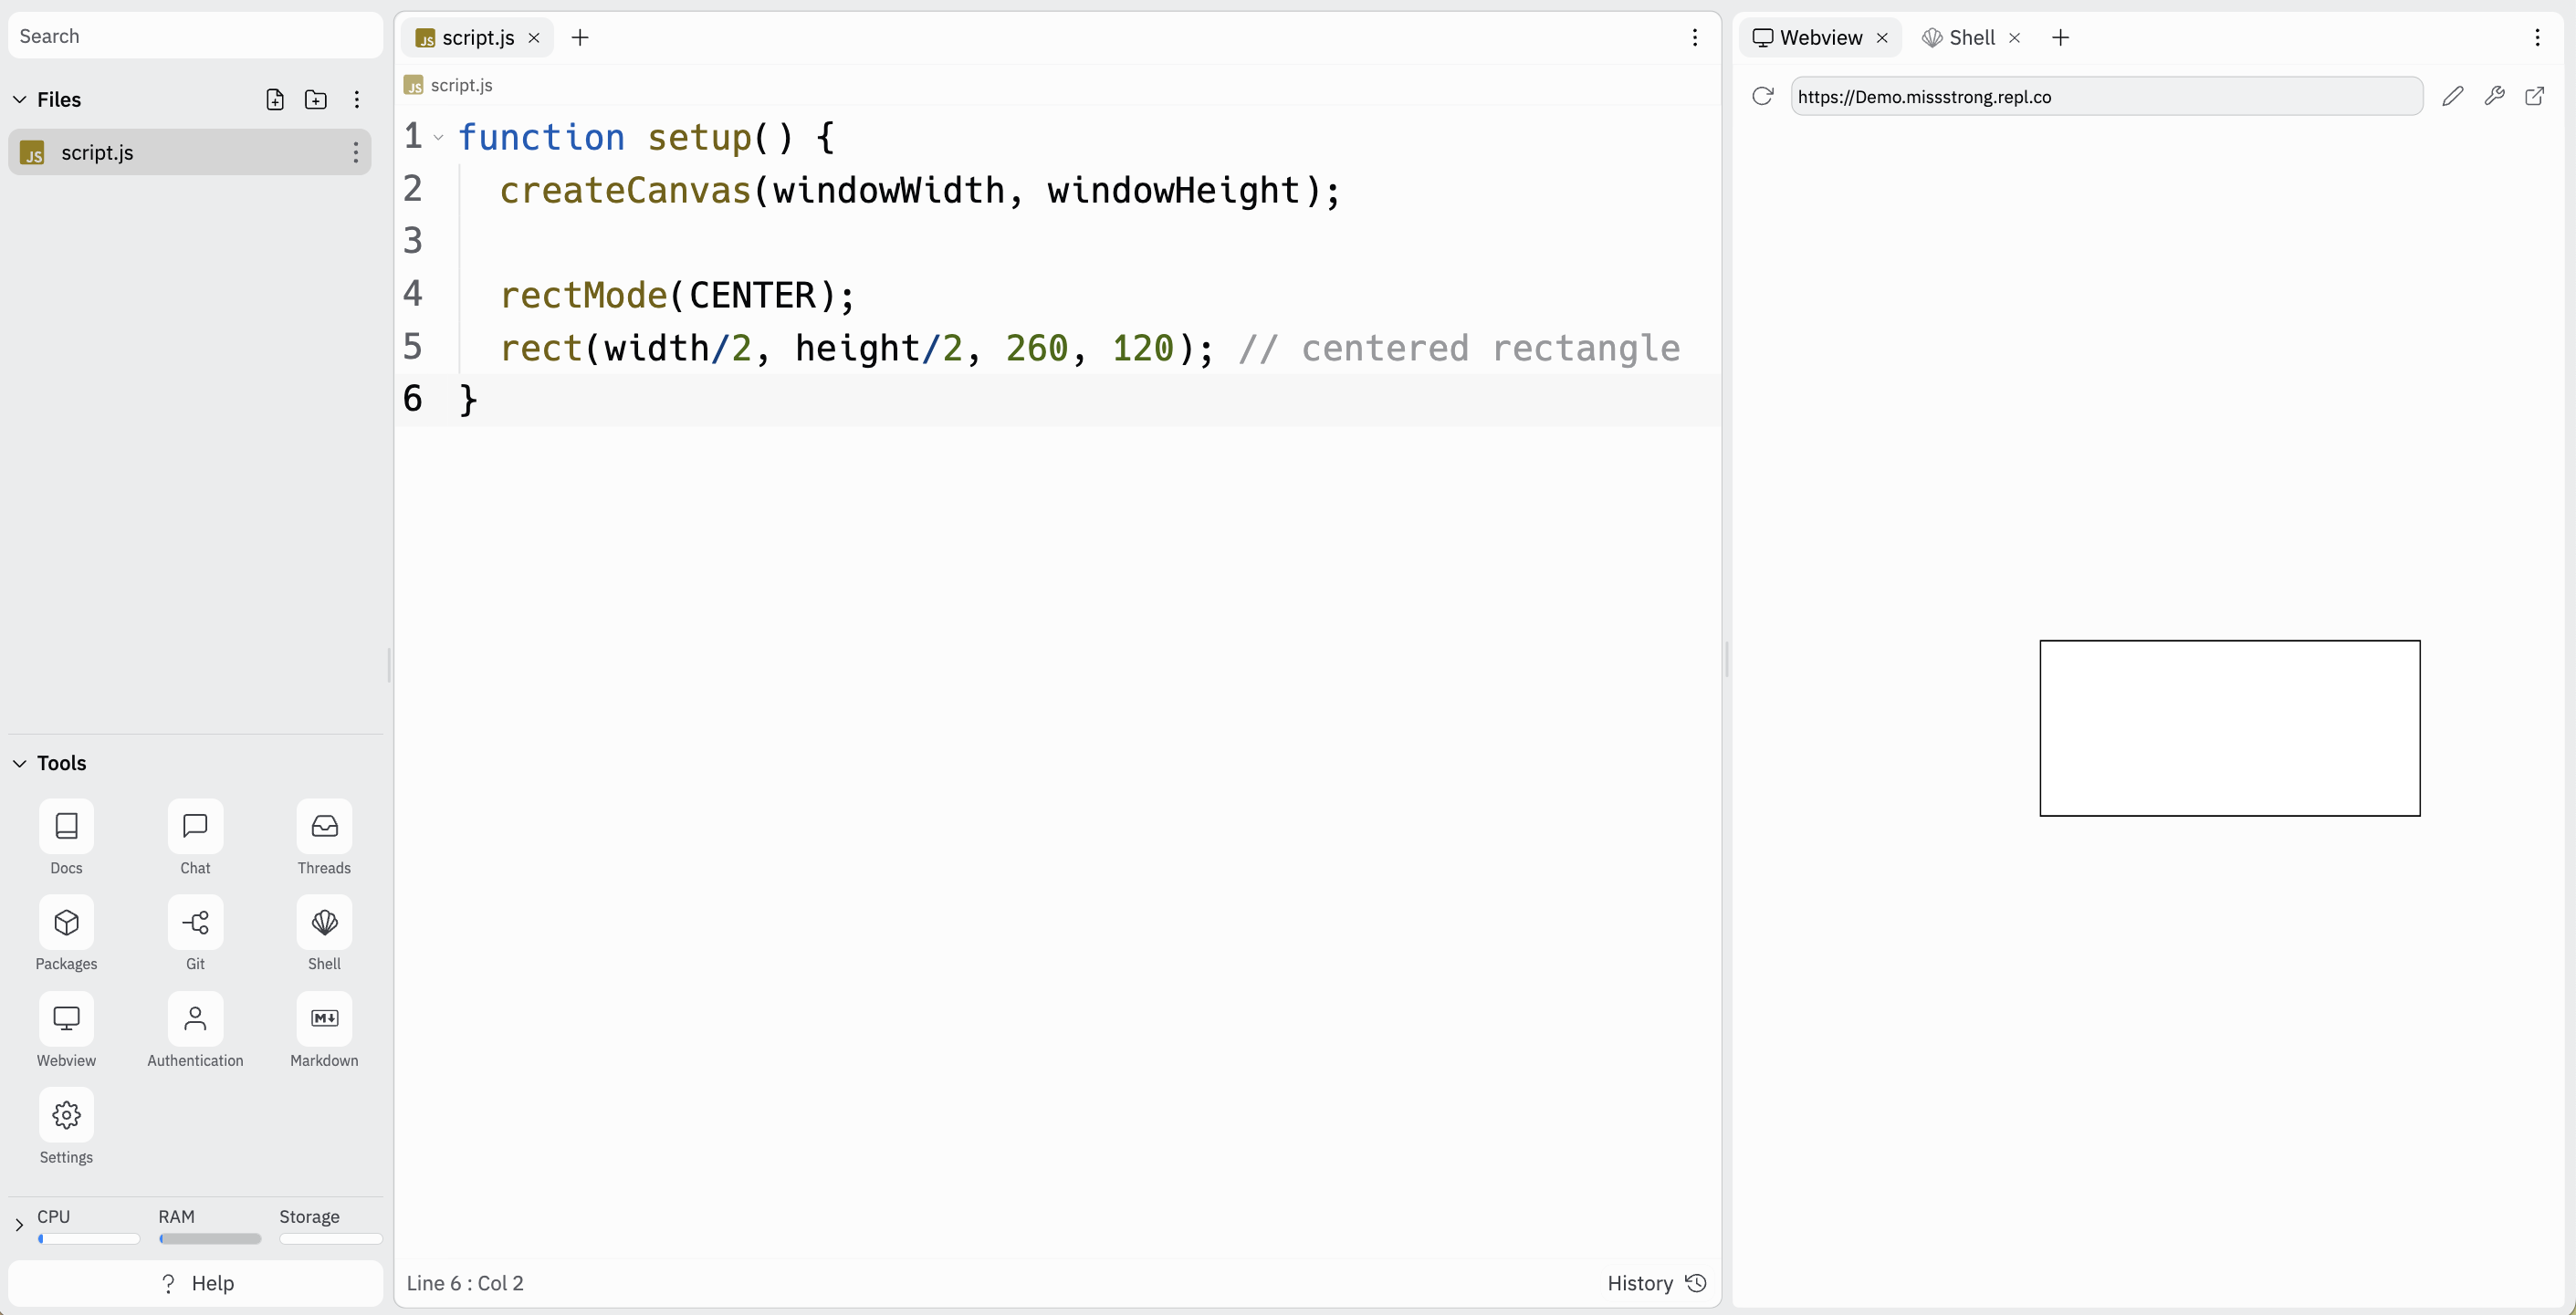 Search
Files
JS script.js
Tools
Docs Chat Threads
Packages Git Shell
M↓
Webview Authentication Markdown
Settings
CPU RAM Storage
? Help
JS script.js
JS script.js
1 function setup() {
2 createCanvas(windowWidth, windowHeight);
3
4 rectMode(CENTER);
5 rect(width/2, height/2, 260, 120); // centered rectangle
6 }
Line 6 : Col 2 History
Webview Shell
https://Demo.missstrong.repl.co